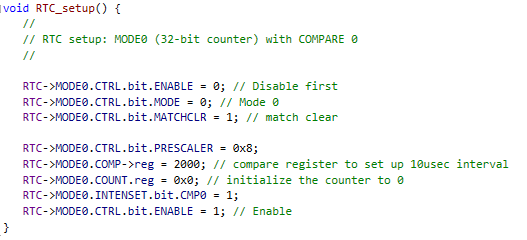 void RTC_setup() {
//
// RTC setup: MODE0 (32-bit counter) with COMPARE 0
//
RTC->MODE0.CTRL.bit.ENABLE = 0; // Disable first
RTC->MODE0.CTRL.bit.MODE = 0; // Mode 0
RTC->MODE0.CTRL.bit.MATCHCLR = 1; // match clear
RTC->MODE0.CTRL.bit.PRESCALER = 0x8;
RTC->MODE0.COMP->reg = 2000; // compare register to set up 10usec interval
RTC->MODE0.COUNT.reg = 0x0; // initialize the counter to 0
RTC->MODE0.INTENSET.bit.CMP0 = 1;
RTC->MODE0.CTRL.bit.ENABLE = 1; // Enable
}